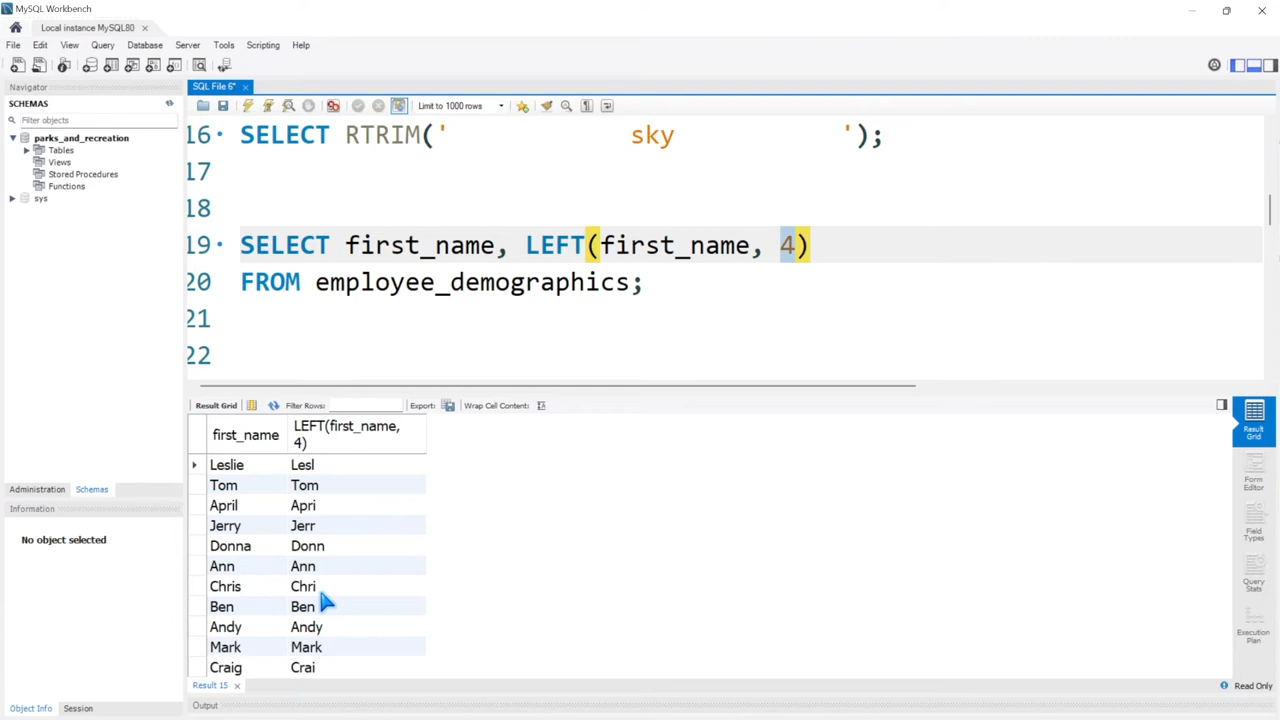 MySQL Workbench
Local instance MySQL80
File Edit View Query Database Server Tools Scripting Help
Navigator
SCHEMAS
Filter objects
parks_and_recreation
Tables
Views
Stored Procedures
Functions
sys
Administration Schemas
Information
No object selected
Object Info Session
SQL File 6*
Limit to 1000 rows
16 SELECT RTRIM(' sky ');
17
18
19 SELECT first_name, LEFT(first_name, 4)
20 FROM employee_demographics;
21
22
Result Grid Filter Rows: Export: Wrap Cell Content:
first_name LEFT(first_name, 4)
Leslie Lesl
Tom Tom
April Apri
Jerry Jerr
Donna Donn
Ann Ann
Chris Chri
Ben Ben
Andy Andy
Mark Mark
Craig Crai
Result 15
Output
Result Grid
Form Editor
Field Types
Query Stats
Execution Plan
Read Only